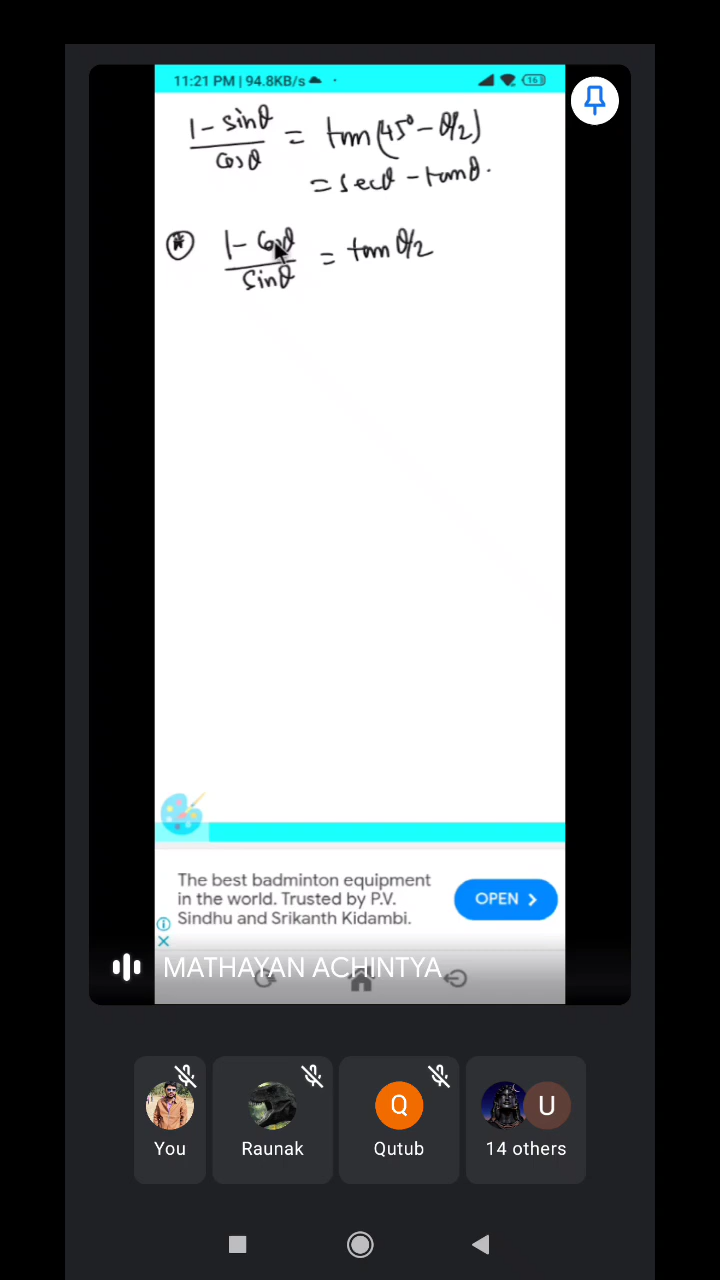 11:21 PM | 94.8KB/s
16
1 - sinθ / cosθ = tan(45° - θ/2)
= secθ - tanθ.
* 1 - cosθ / sinθ = tan θ/2
The best badminton equipment
in the world. Trusted by P.V.
Sindhu and Srikanth Kidambi.
OPEN
MATHAYAN ACHINTYA
Q
U
You
Raunak
Qutub
14 others